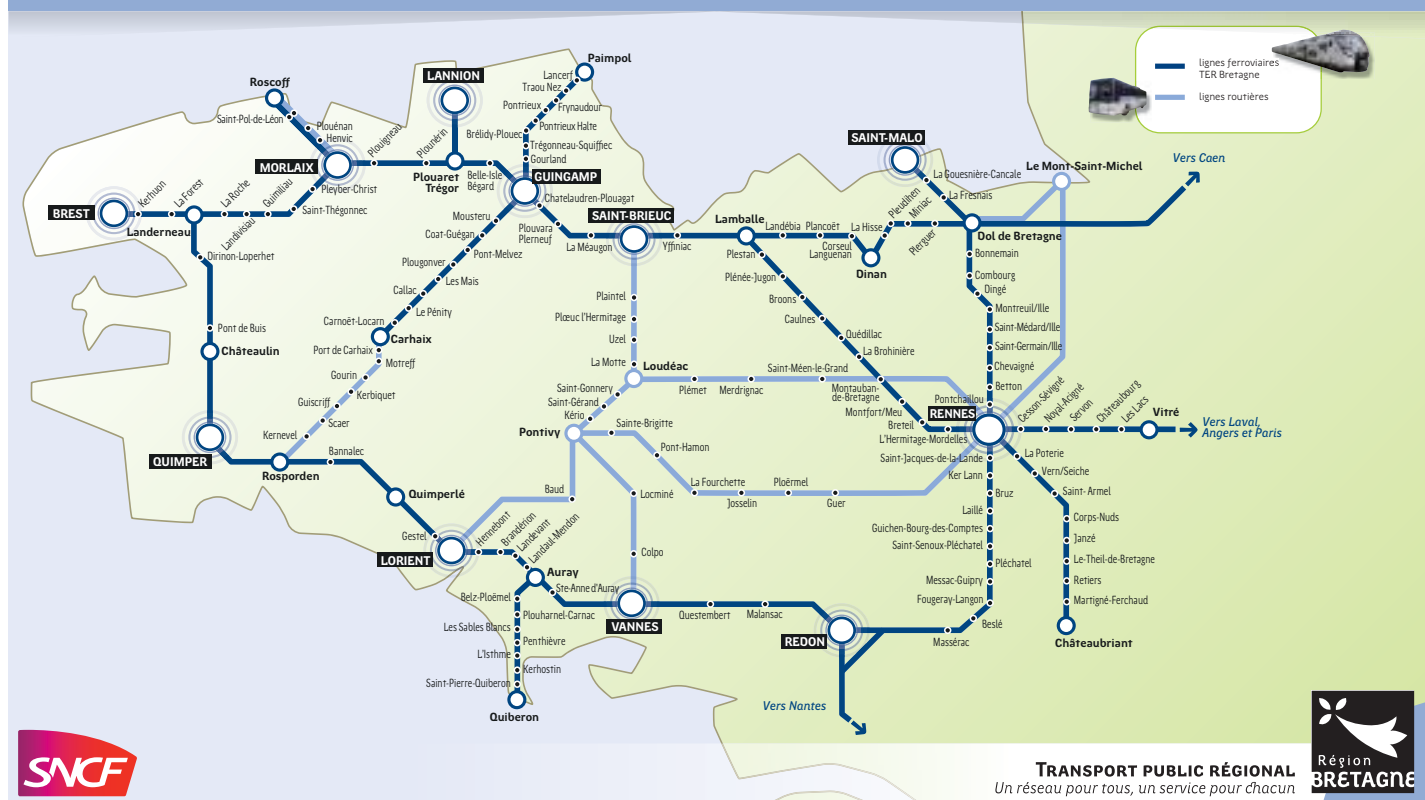 lignes ferroviaires
TER Bretagne
lignes routières
Paimpol
Lancerf
Traou Nez
Pontrieux
Frynaudour
Pontrieux Halte
Brélidy-Plouec
Trégonneau-Squiffiec
Gourland
GUINGAMP
LANNION
Roscoff
Saint-Pol-de-Léon
Plouénan
Henvic
MORLAIX
Plouigneau
Plounérin
Plouaret
Trégor
Belle-Isle
Bégard
Pleyber-Christ
Saint-Thégonnec
Guimiliau
Landivisiau
La Roche
La Forest
Kerhuon
BREST
Landerneau
Dirinon-Loperhet
Pont de Buis
Châteaulin
QUIMPER
Chatelaudren-Plouagat
Plouvara
Plerneuf
La Méaugon
SAINT-BRIEUC
Yffiniac
Mousteru
Coat-Guégan
Pont-Melvez
Plougonver
Les Mais
Callac
Le Pénity
Carnoët-Locarn
Carhaix
Port de Carhaix
Motreff
Gourin
Kerbiquet
Guiscriff
Scaer
Kernevel
Bannalec
Rosporden
Quimperlé
Gestel
LORIENT
Hennebont
Brandérion
Landévant
Landaul-Mendon
Auray
Ste-Anne d'Auray
Belz-Ploëmel
Plouharnel-Carnac
Les Sables Blancs
Penthièvre
L'Isthme
Kerhostin
Saint-Pierre-Quiberon
Quiberon
VANNES
Questembert
Malansac
REDON
Vers Nantes
Massérac
Beslé
Fougeray-Langon
Messac-Guipry
Pléchatel
Saint-Senoux-Pléchatel
Guichen-Bourg-des-Comptes
Laillé
Bruz
Ker Lann
Saint-Jacques-de-la-Lande
Plaintel
Plœuc l'Hermitage
Uzel
La Motte
Loudéac
Saint-Gonnery
Saint-Gérand
Kério
Pontivy
Plémet
Merdrignac
Saint-Méen-le-Grand
Sainte-Brigitte
Pont-Hamon
La Fourchette
Josselin
Ploërmel
Guer
Baud
Locminé
Colpo
Lamballe
Landébia
Plancoët
Corseul
Languenan
La Hisse
Dinan
Pleudihen
Miniac
Plerguer
Plestan
Plénée-Jugon
Broons
Caulnes
Quédillac
La Brohinière
Montauban-
de-Bretagne
Montfort/Meu
Breteil
L'Hermitage-Mordelles
RENNES
SAINT-MALO
La Gouesnière-Cancale
La Fresnais
Dol de Bretagne
Le Mont-Saint-Michel
Vers Caen
Bonnemain
Combourg
Dingé
Montreuil/Ille
Saint-Médard/Ille
Saint-Germain/Ille
Chevaigné
Betton
Pontchaillou
Cesson-Sévigné
Noyal-Acigné
Servon
Châteaubourg
Les Lacs
Vitré
Vers Laval,
Angers et Paris
La Poterie
Vern/Seiche
Saint- Armel
Corps-Nuds
Janzé
Le-Theil-de-Bretagne
Retiers
Martigné-Ferchaud
Châteaubriant
SNCF
TRANSPORT PUBLIC RÉGIONAL
Un réseau pour tous, un service pour chacun
Région
BRETAGNE